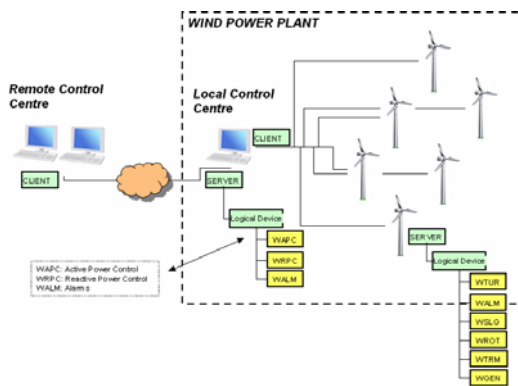 WIND POWER PLANT
Remote Control
Centre
Local Control
Centre
CLIENT
CLIENT
SERVER
Logical Device
WAPC
WRPC
WALM
WAPC: Active Power Control
WRPC: Reactive Power Control
WALM: Alarms
SERVER
Logical Device
WTUR
WALM
WSLG
WROT
WTRM
WGEN